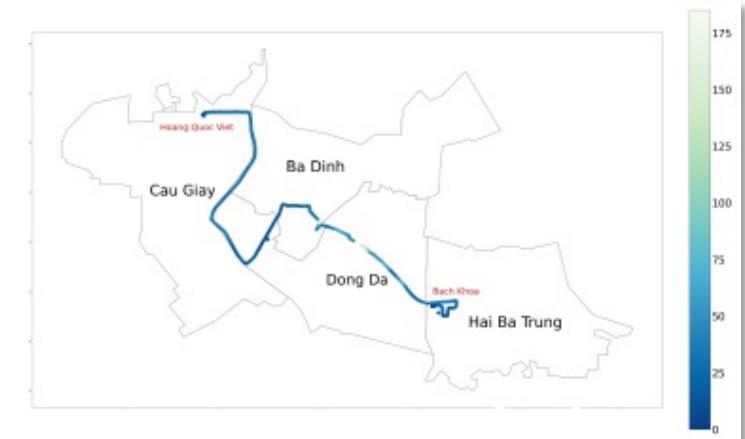 Hoang Quoc Viet
Ba Dinh
Cau Giay
Dong Da
Bach Khoa
Hai Ba Trung
175
150
125
100
75
50
25
0